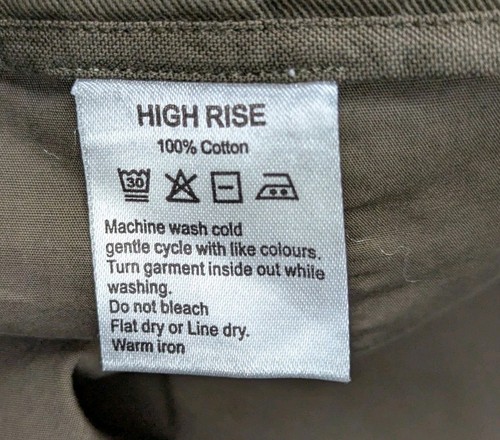 HIGH RISE
100% Cotton
30
Machine wash cold
gentle cycle with like colours.
Turn garment inside out while
washing.
Do not bleach
Flat dry or Line dry.
Warm iron